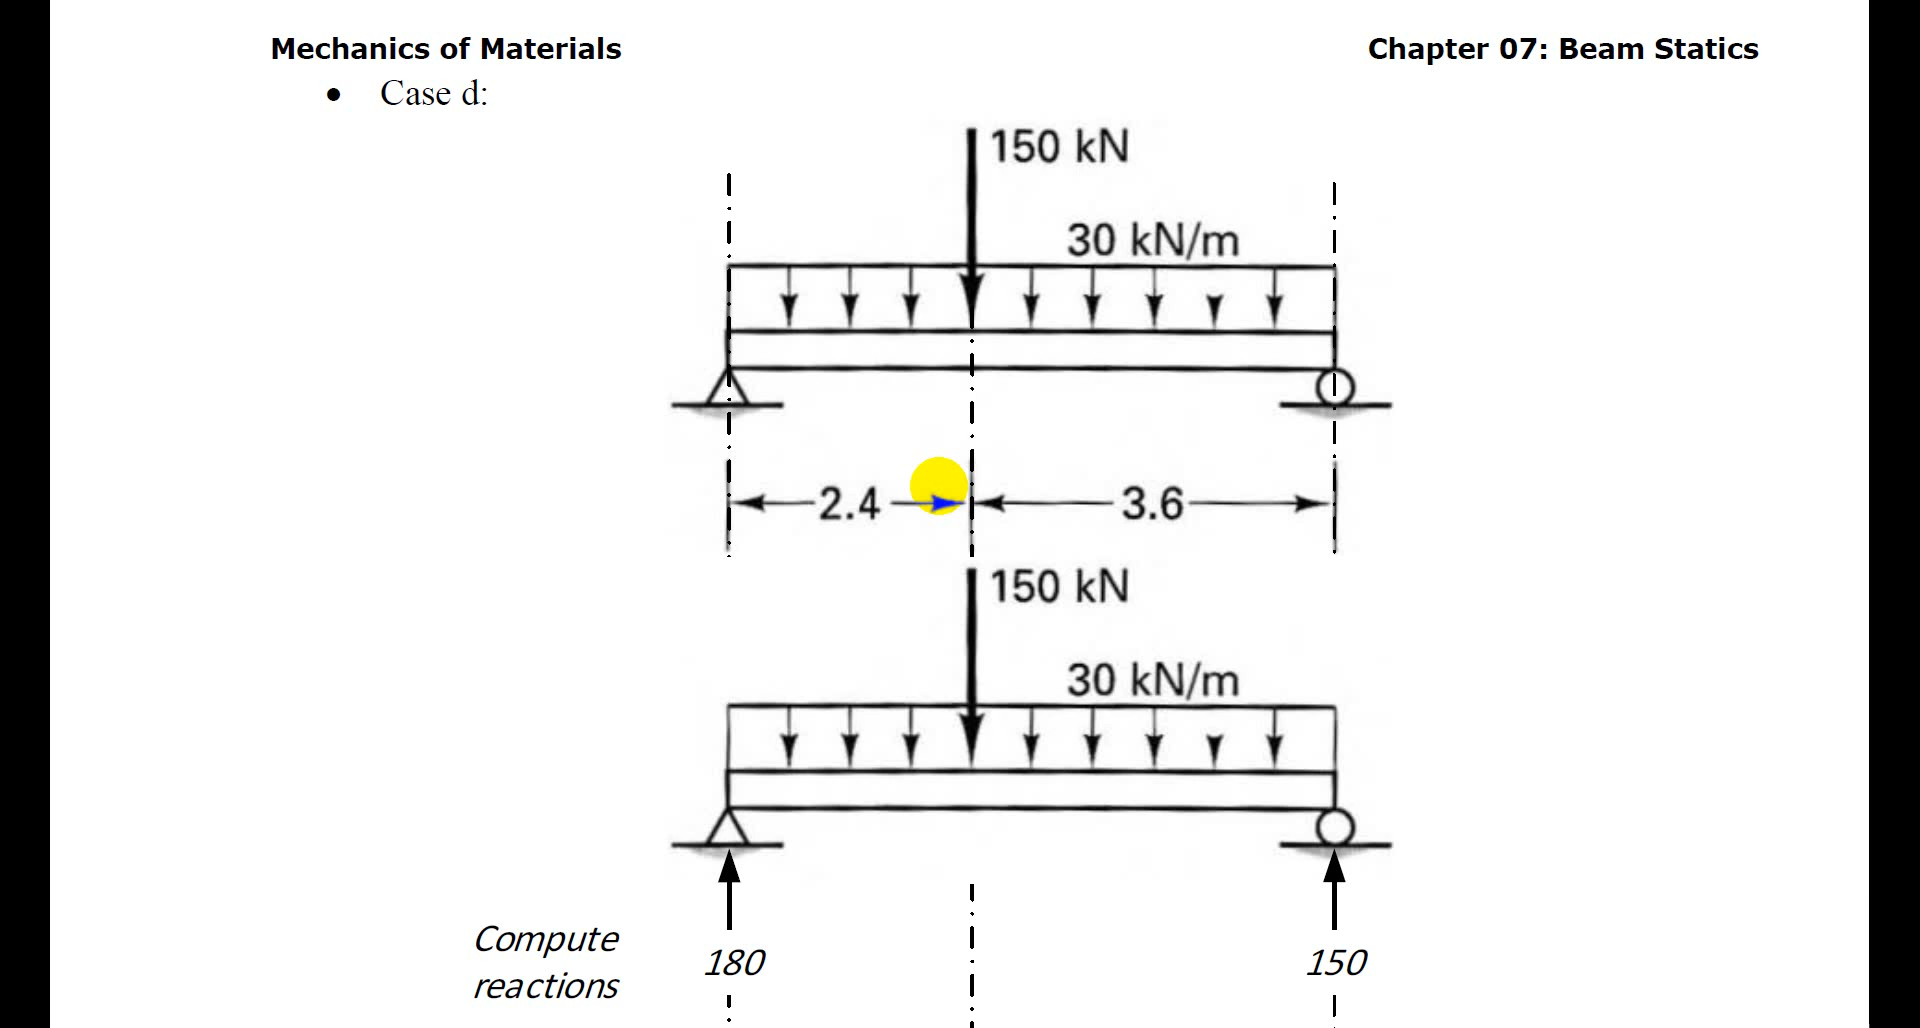 Mechanics of Materials
Chapter 07: Beam Statics
• Case d:
150 kN
30 kN/m
2.4
3.6
150 kN
30 kN/m
Compute
reactions
180
150